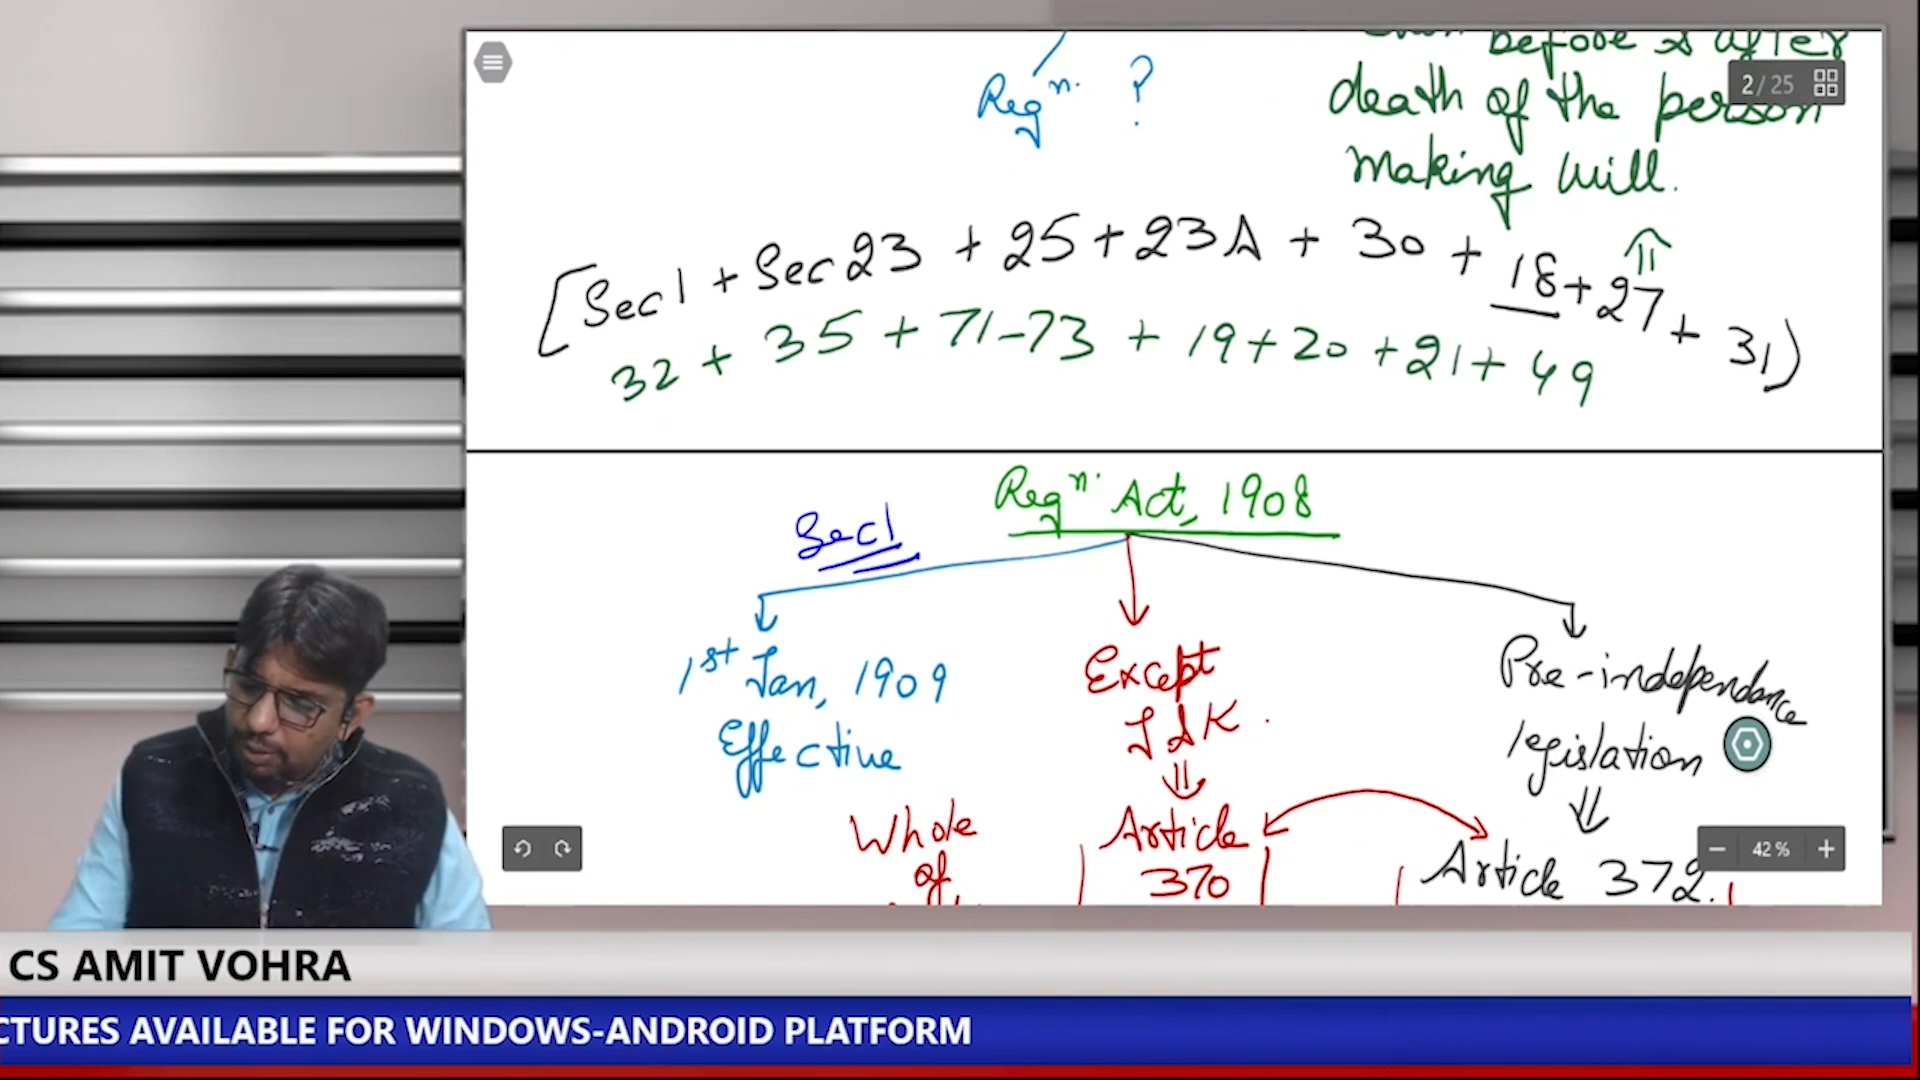 before & after
death of the person
making will.
Regn. ?
2/25
[Sec 1 + Sec 23 + 25 + 23A + 30 + 18 + 27 + 31)
32 + 35 + 71-73 + 19 + 20 + 21 + 49
Regn. Act, 1908
Sec 1
1st Jan, 1909
Effective
Except
J&K.
Pre-independence
legislation
Whole
of
Article
370
Article 372.
42 %
CS AMIT VOHRA
CTURES AVAILABLE FOR WINDOWS-ANDROID PLATFORM